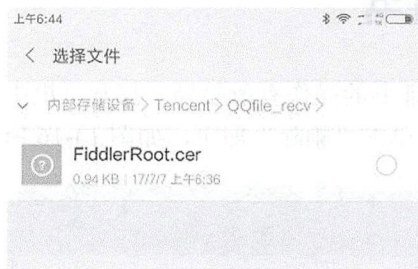 上午6:44
选择文件
内部存储设备 > Tencent > QQfile_recv >
FiddlerRoot.cer
0.94 KB | 17/7/7 上午6:36